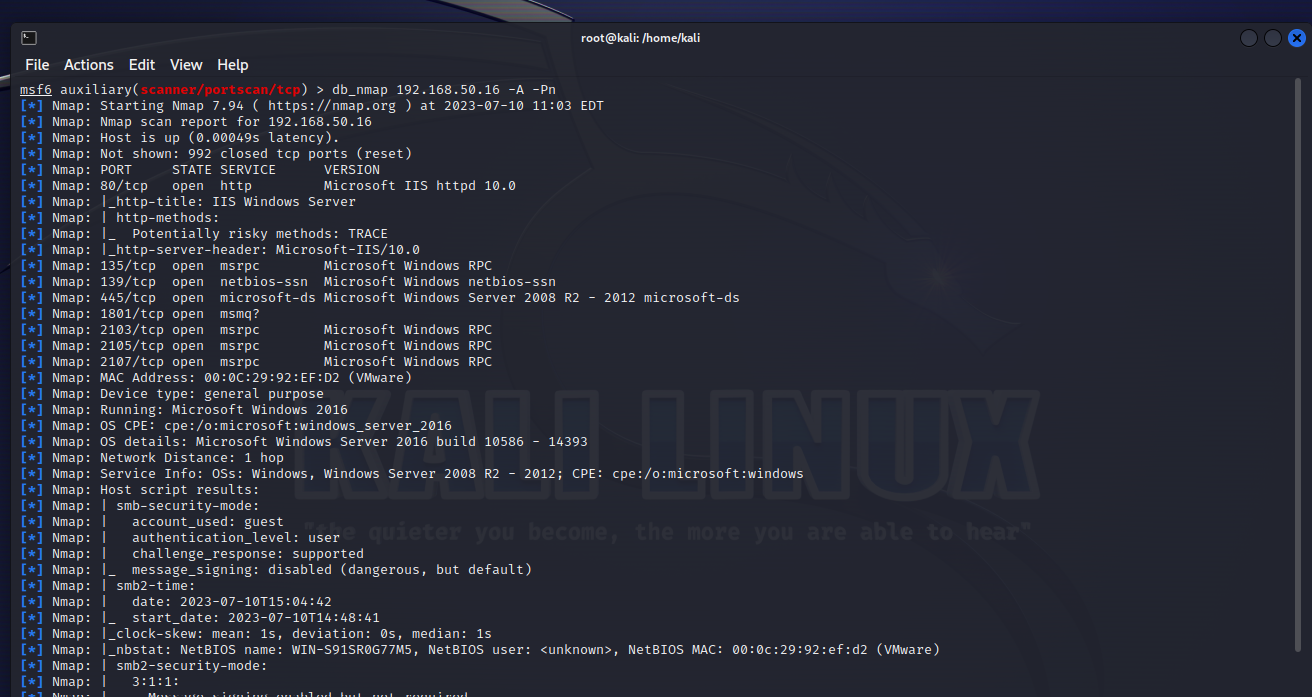 root@kali: /home/kali
File Actions Edit View Help
msf6 auxiliary(scanner/portscan/tcp) > db_nmap 192.168.50.16 -A -Pn
[*] Nmap: Starting Nmap 7.94 ( https://nmap.org ) at 2023-07-10 11:03 EDT
[*] Nmap: Nmap scan report for 192.168.50.16
[*] Nmap: Host is up (0.00049s latency).
[*] Nmap: Not shown: 992 closed tcp ports (reset)
[*] Nmap: PORT     STATE SERVICE      VERSION
[*] Nmap: 80/tcp   open  http         Microsoft IIS httpd 10.0
[*] Nmap: |_http-title: IIS Windows Server
[*] Nmap: | http-methods:
[*] Nmap: |_  Potentially risky methods: TRACE
[*] Nmap: |_http-server-header: Microsoft-IIS/10.0
[*] Nmap: 135/tcp  open  msrpc        Microsoft Windows RPC
[*] Nmap: 139/tcp  open  netbios-ssn  Microsoft Windows netbios-ssn
[*] Nmap: 445/tcp  open  microsoft-ds Microsoft Windows Server 2008 R2 - 2012 microsoft-ds
[*] Nmap: 1801/tcp open  msmq?
[*] Nmap: 2103/tcp open  msrpc        Microsoft Windows RPC
[*] Nmap: 2105/tcp open  msrpc        Microsoft Windows RPC
[*] Nmap: 2107/tcp open  msrpc        Microsoft Windows RPC
[*] Nmap: MAC Address: 00:0C:29:92:EF:D2 (VMware)
[*] Nmap: Device type: general purpose
[*] Nmap: Running: Microsoft Windows 2016
[*] Nmap: OS CPE: cpe:/o:microsoft:windows_server_2016
[*] Nmap: OS details: Microsoft Windows Server 2016 build 10586 - 14393
[*] Nmap: Network Distance: 1 hop
[*] Nmap: Service Info: OSs: Windows, Windows Server 2008 R2 - 2012; CPE: cpe:/o:microsoft:windows
[*] Nmap: Host script results:
[*] Nmap: | smb-security-mode:
[*] Nmap: |   account_used: guest
[*] Nmap: |   authentication_level: user
[*] Nmap: |   challenge_response: supported
[*] Nmap: |_  message_signing: disabled (dangerous, but default)
[*] Nmap: | smb2-time:
[*] Nmap: |   date: 2023-07-10T15:04:42
[*] Nmap: |_  start_date: 2023-07-10T14:48:41
[*] Nmap: |_clock-skew: mean: 1s, deviation: 0s, median: 1s
[*] Nmap: |_nbstat: NetBIOS name: WIN-S91SR0G77M5, NetBIOS user: <unknown>, NetBIOS MAC: 00:0c:29:92:ef:d2 (VMware)
[*] Nmap: | smb2-security-mode:
[*] Nmap: |   3:1:1:
[*] Nmap: |     Message signing enabled but not required
KALI LINUX
"the quieter you become, the more you are able to hear"